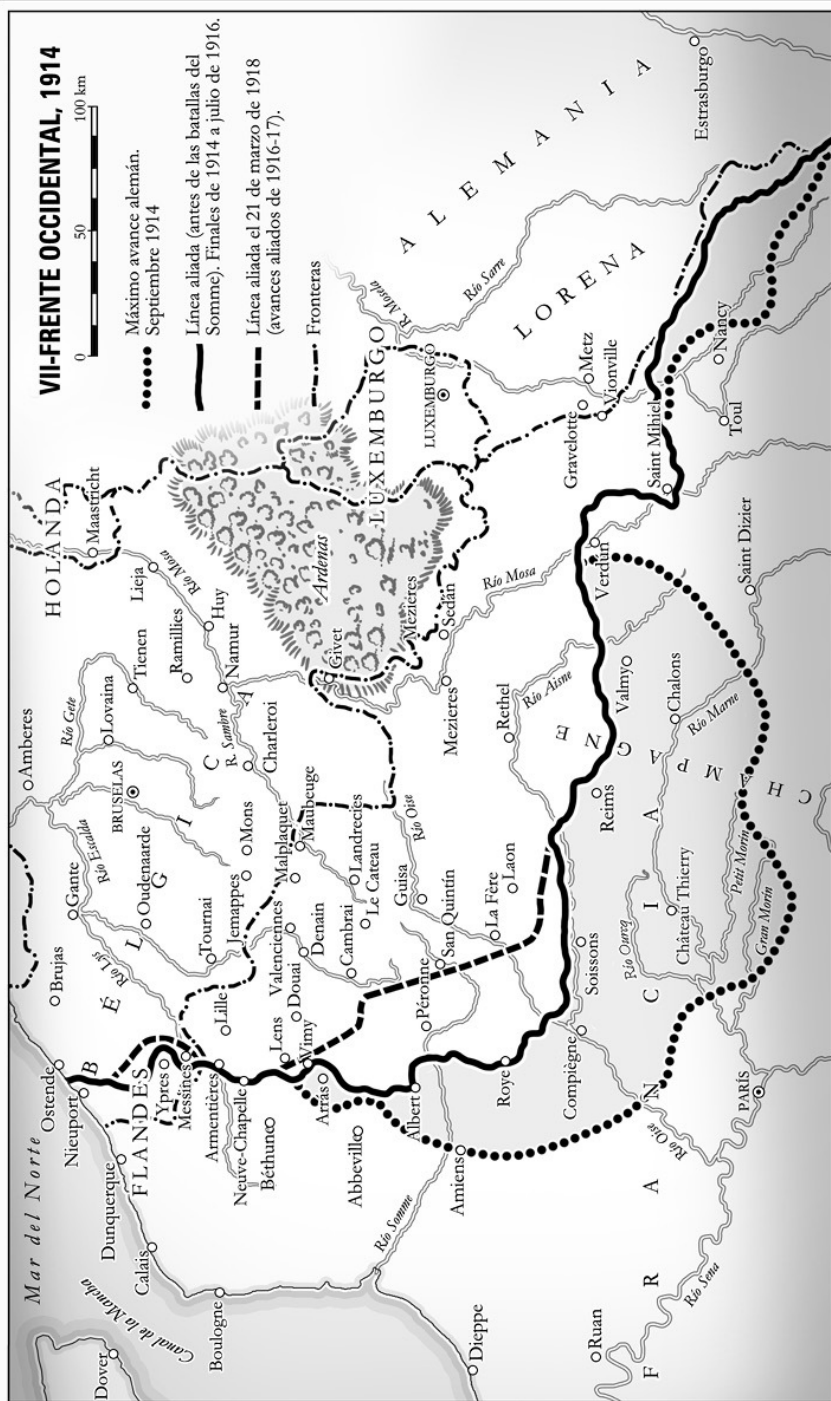 VII-FRENTE OCCIDENTAL, 1914
0 50 100 km
Máximo avance alemán.
Septiembre 1914
Línea aliada (antes de las batallas del
Somme). Finales de 1914 a julio de 1916.
Línea aliada el 21 de marzo de 1918
(avances aliados de 1916-17).
Fronteras
Mar del Norte
Canal de la Mancha
Dover
Calais
Boulogne
Dunquerque
Nieuport
Ostende
Brujas
Gante
Amberes
HOLANDA
Maastricht
BÉLGICA
FLANDES
Ypres
Messines
Armentières
Neuve-Chapelle
Béthune
Lille
Lens
Vimy
Arras
Abbeville
Albert
Amiens
Río Somme
Dieppe
Ruan
Río Sena
Río Lys
Río Escalda
Oudenaarde
Tournai
BRUSELAS
Río Gete
Lovaina
Tienen
Ramillies
Lieja
Río Mosa
Huy
Namur
R. Sambre
Charleroi
Mons
Jemappes
Malplaquet
Maubeuge
Valenciennes
Douai
Denain
Cambrai
Landrecies
Le Cateau
Guisa
Río Oise
San Quintín
Péronne
La Fère
Laon
Roye
Compiègne
Soissons
Río Oise
PARÍS
FRANCIA
Río Ourcq
Château Thierry
Petit Morin
Gran Morin
Río Marne
CHAMPAGNE
Reims
Chalons
Valmy
Río Aisne
Rethel
Mezieres
Mezières
Sedán
Givet
Ardenas
LUXEMBURGO
LUXEMBURGO
R. Mosela
Río Sarre
ALEMANIA
LORENA
Metz
Gravelotte
Vionville
Río Mosa
Verdún
Saint Mihiel
Saint Dizier
Toul
Nancy
Estrasburgo